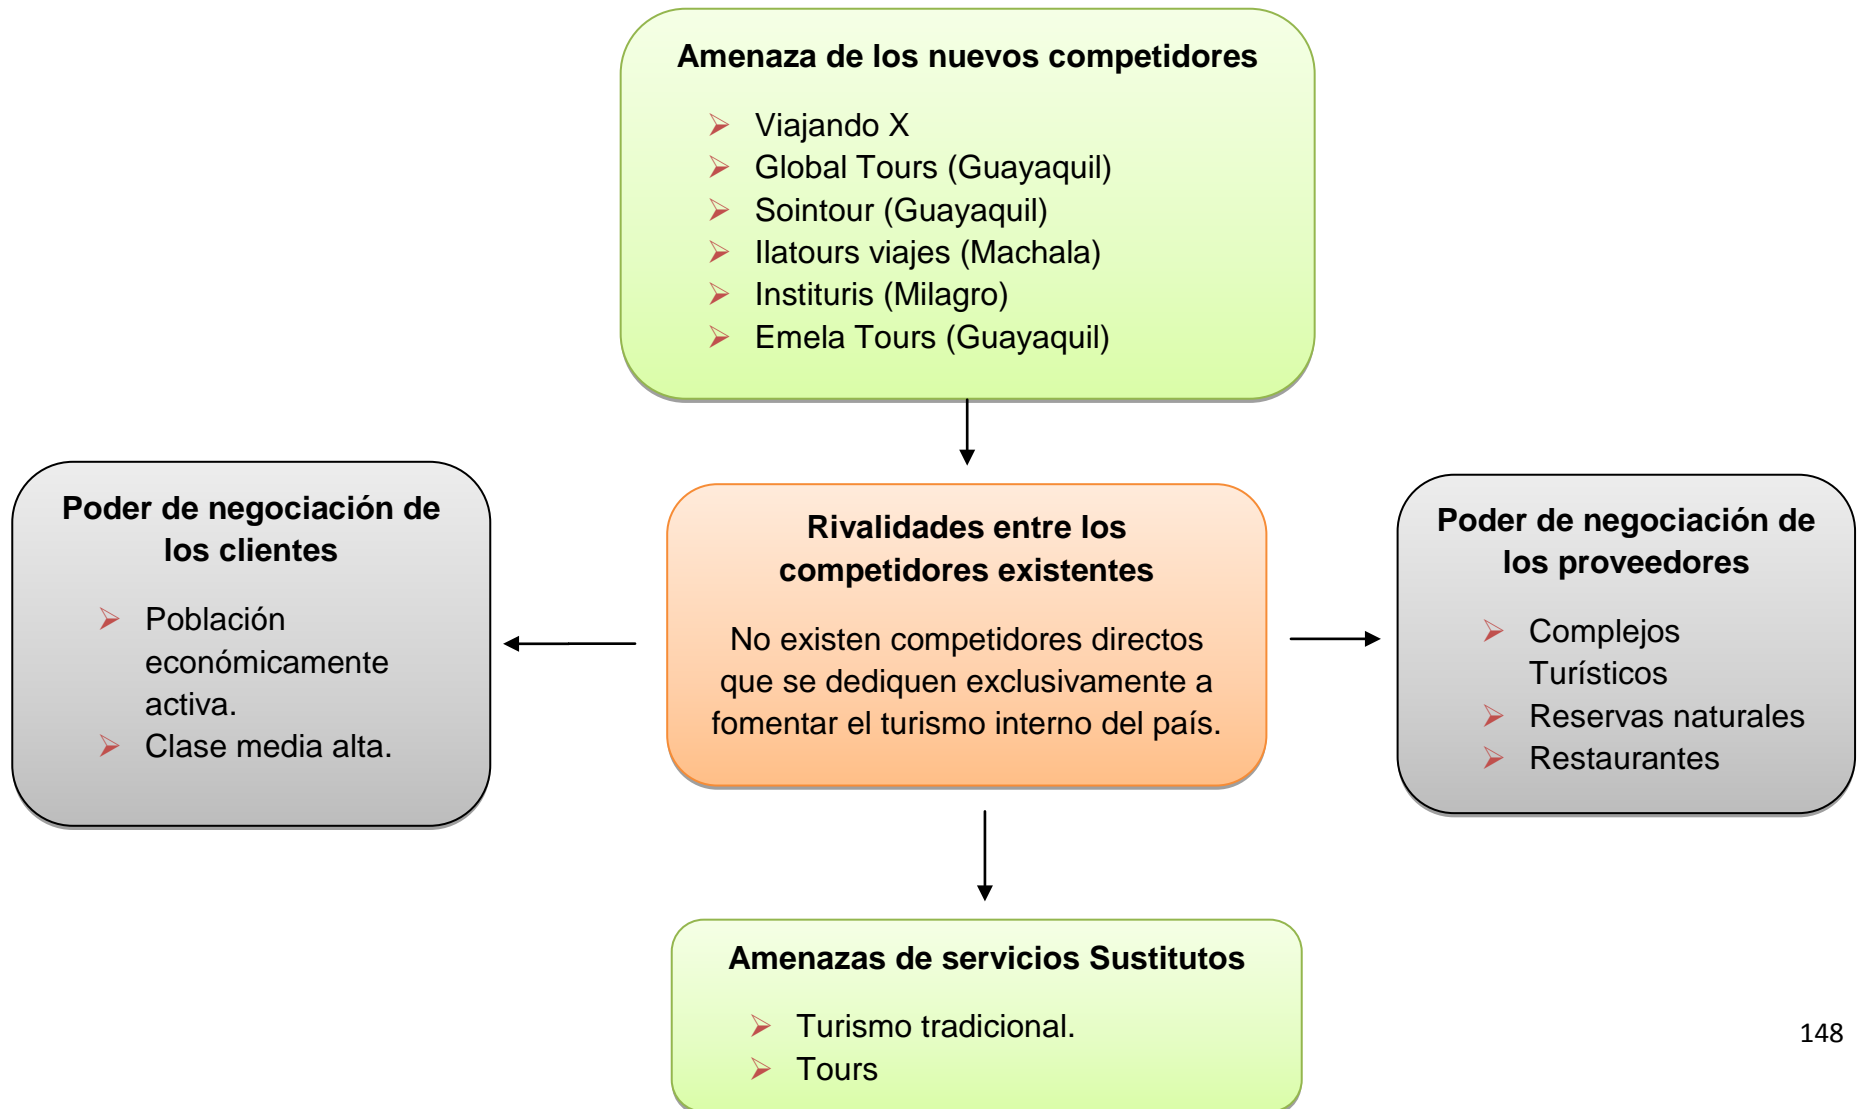 Amenaza de los nuevos competidores
Viajando X
Global Tours (Guayaquil)
Sointour (Guayaquil)
Ilatours viajes (Machala)
Instituris (Milagro)
Emela Tours (Guayaquil)
Poder de negociación de
los clientes
Población
económicamente
activa.
Clase media alta.
Rivalidades entre los
competidores existentes
No existen competidores directos
que se dediquen exclusivamente a
fomentar el turismo interno del país.
Poder de negociación de
los proveedores
Complejos
Turísticos
Reservas naturales
Restaurantes
Amenazas de servicios Sustitutos
Turismo tradicional.
Tours
148